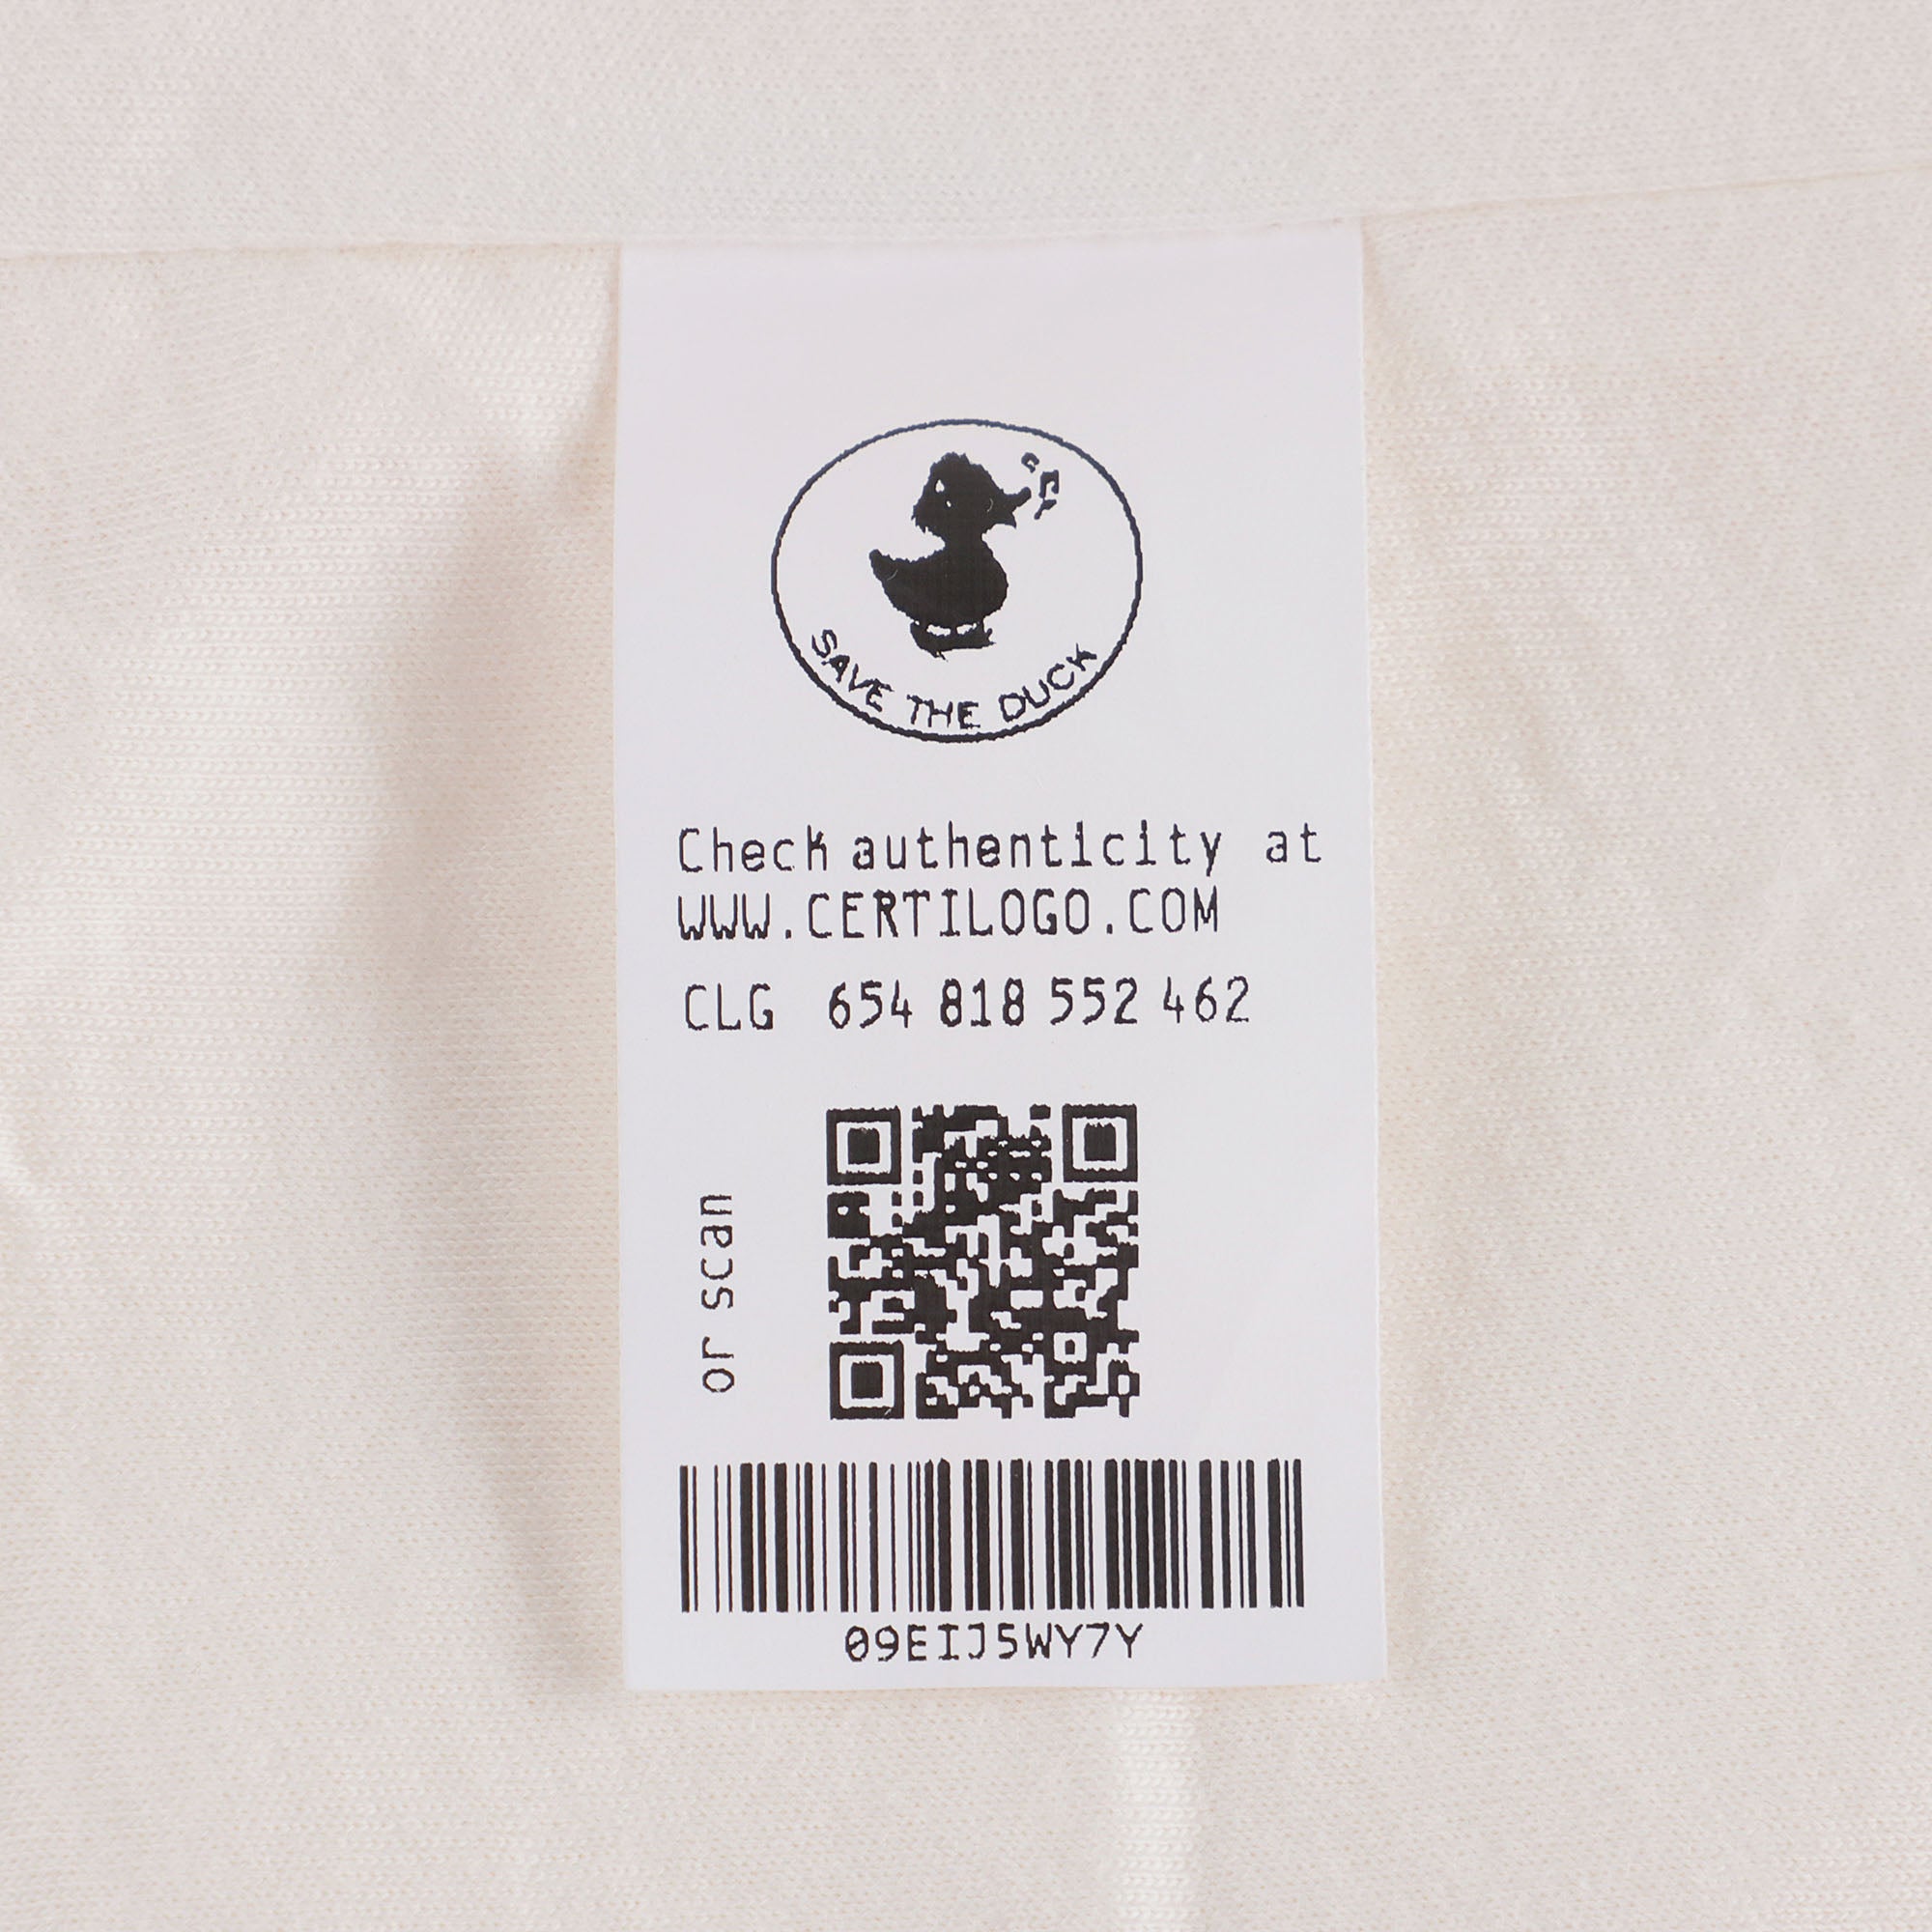 SAVE THE DUCK
Check authenticity at
WWW.CERTILOGO.COM
CLG 654 818 552 462
or scan
09EIJ5WY7Y